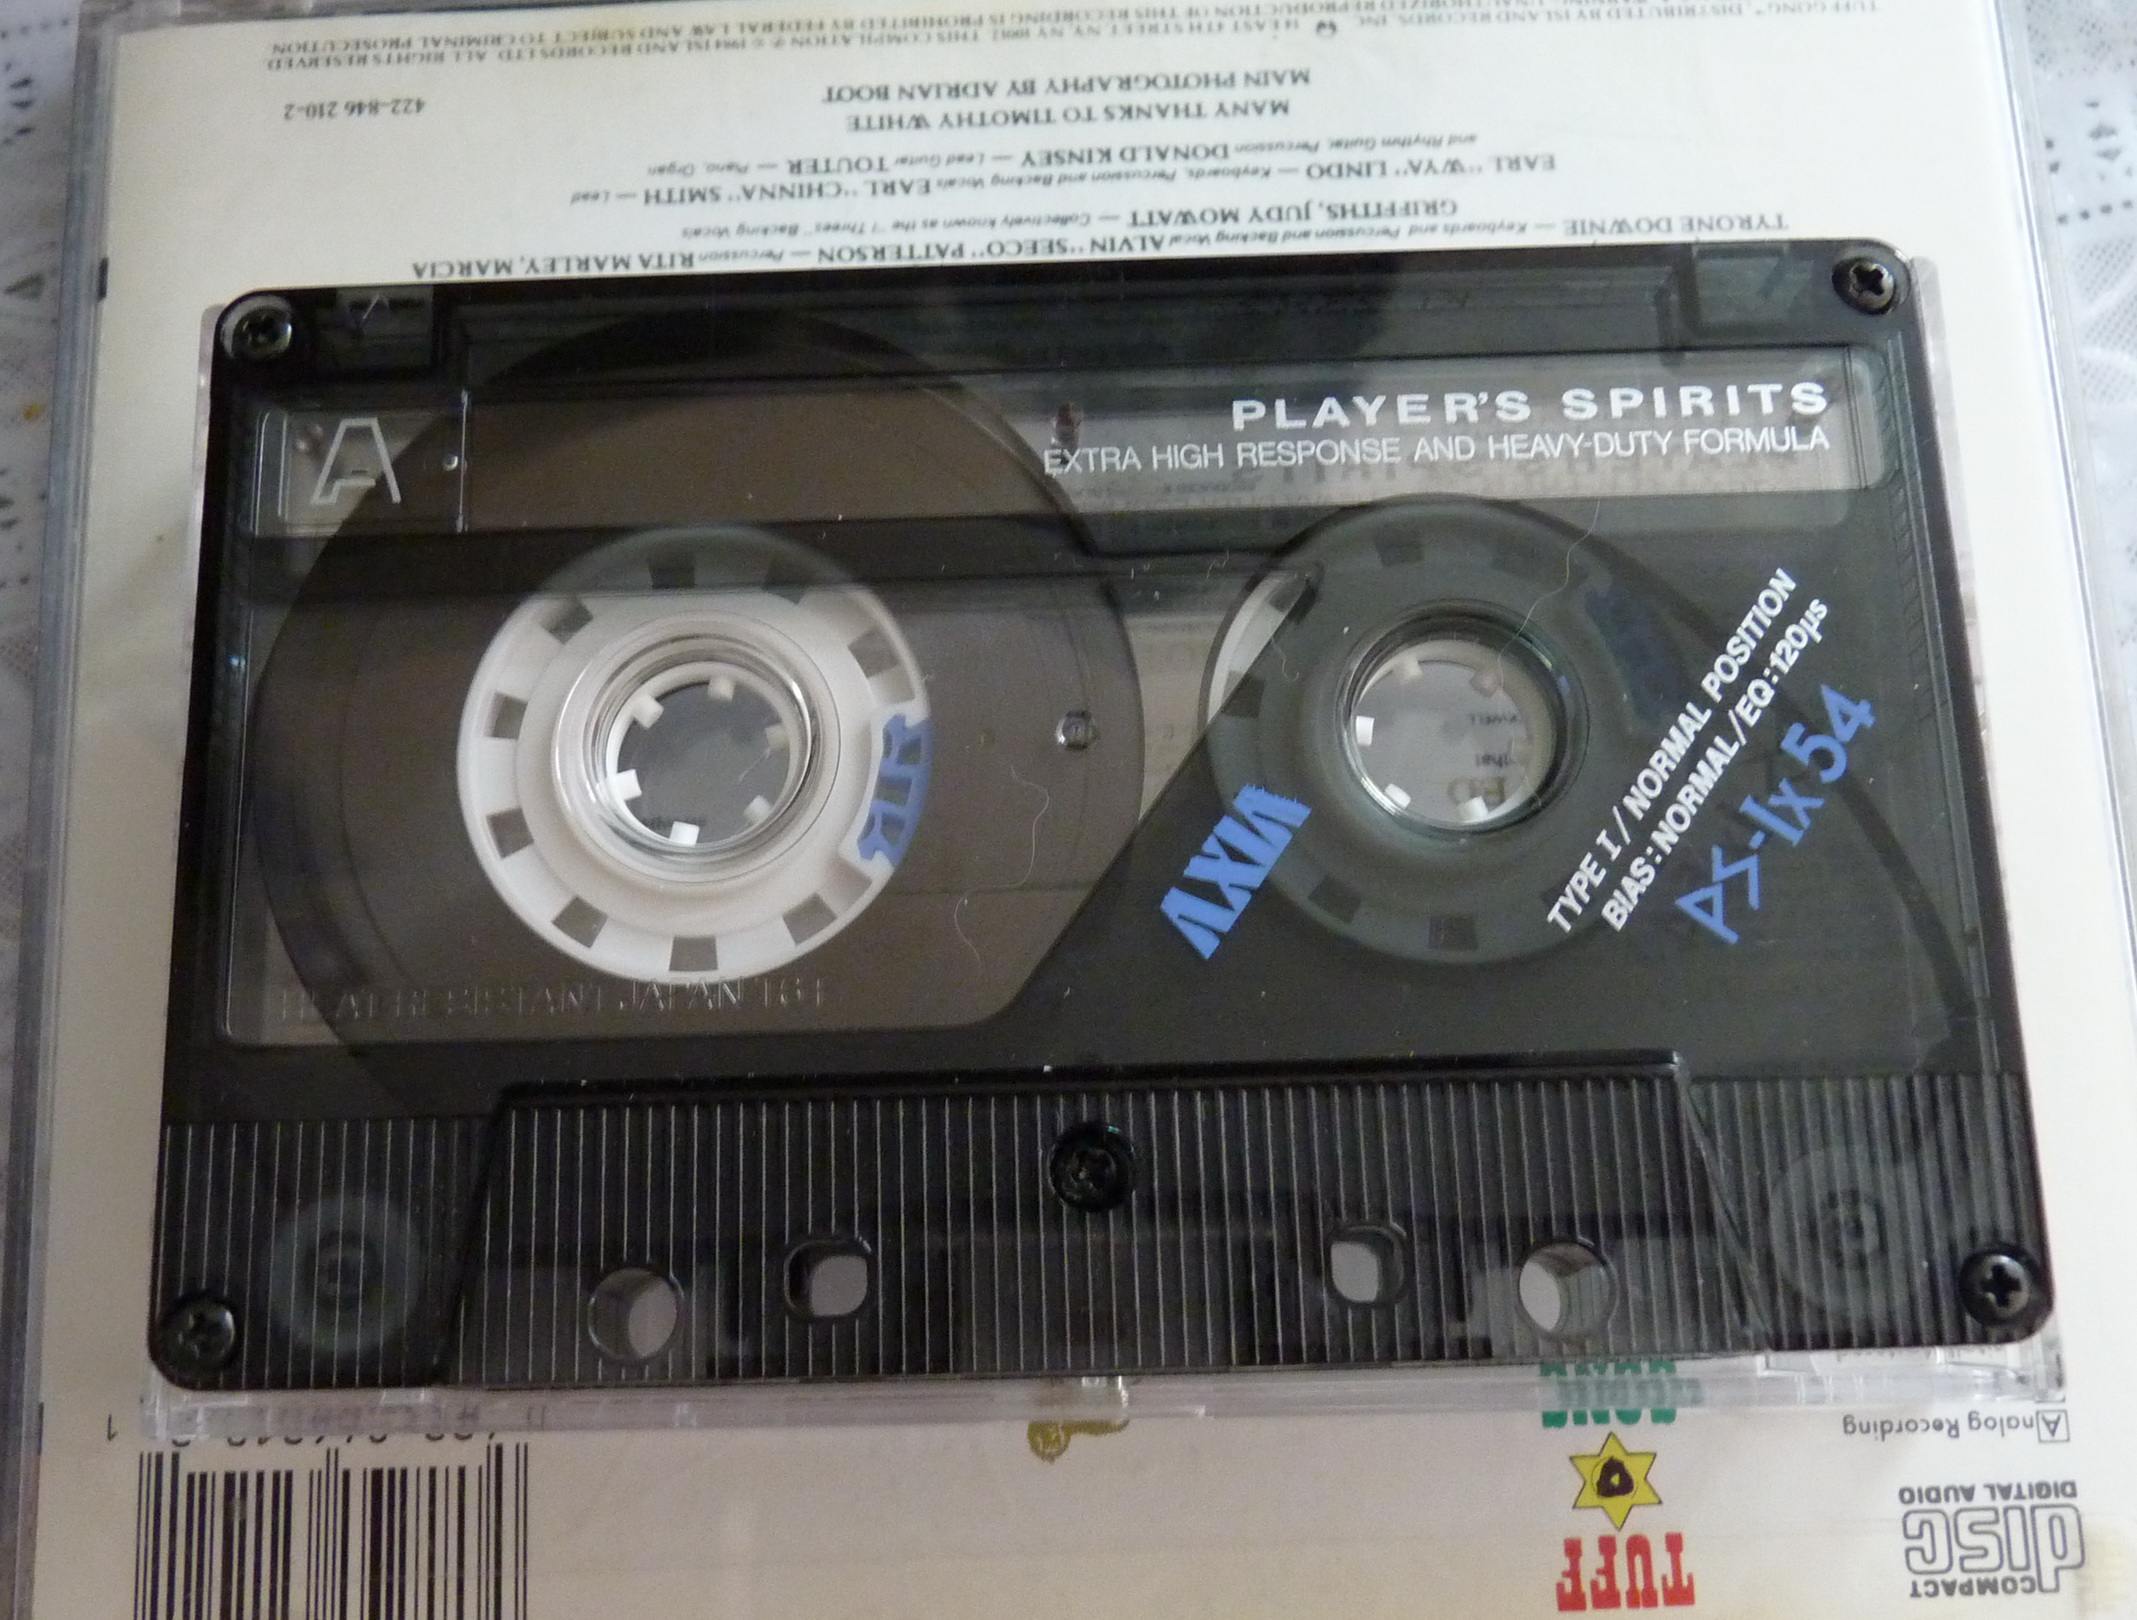 TUFF GONG", DISTRIBUTED BY ISLAND RECORDS, INC. 14 EAST 4TH STREET, NY, NY 10012. THIS COMPILATION ℗ © 1984 ISLAND RECORDS LTD. ALL RIGHTS RESERVED
UNAUTHORIZED REPRODUCTION OF THIS RECORDING IS PROHIBITED BY FEDERAL LAW AND SUBJECT TO CRIMINAL PROSECUTION
422-846 210-2
MAIN PHOTOGRAPHY BY ADRIAN BOOT
MANY THANKS TO TIMOTHY WHITE
and Rhythm Guitar, Percussion DONALD KINSEY — Lead Guitar TOUTER — Piano, Organ
EARL "WYA" LINDO — Keyboards, Percussion and Backing Vocals EARL "CHINNA" SMITH — Lead
GRIFFITHS, JUDY MOWATT — Collectively known as the "I Threes" Backing Vocals
TYRONE DOWNIE — Keyboards and Percussion and Backing Vocal ALVIN "SEECO" PATTERSON — Percussion RITA MARLEY, MARCIA
A
PLAYER'S SPIRITS
EXTRA HIGH RESPONSE AND HEAVY-DUTY FORMULA
TYPE I / NORMAL POSITION
BIAS:NORMAL/EQ:120µs
AXIA
PS-Ix 54
HEAT RESISTANT JAPAN
Analog Recording
COMPACT
disc
DIGITAL AUDIO
TUFF
GONG
1